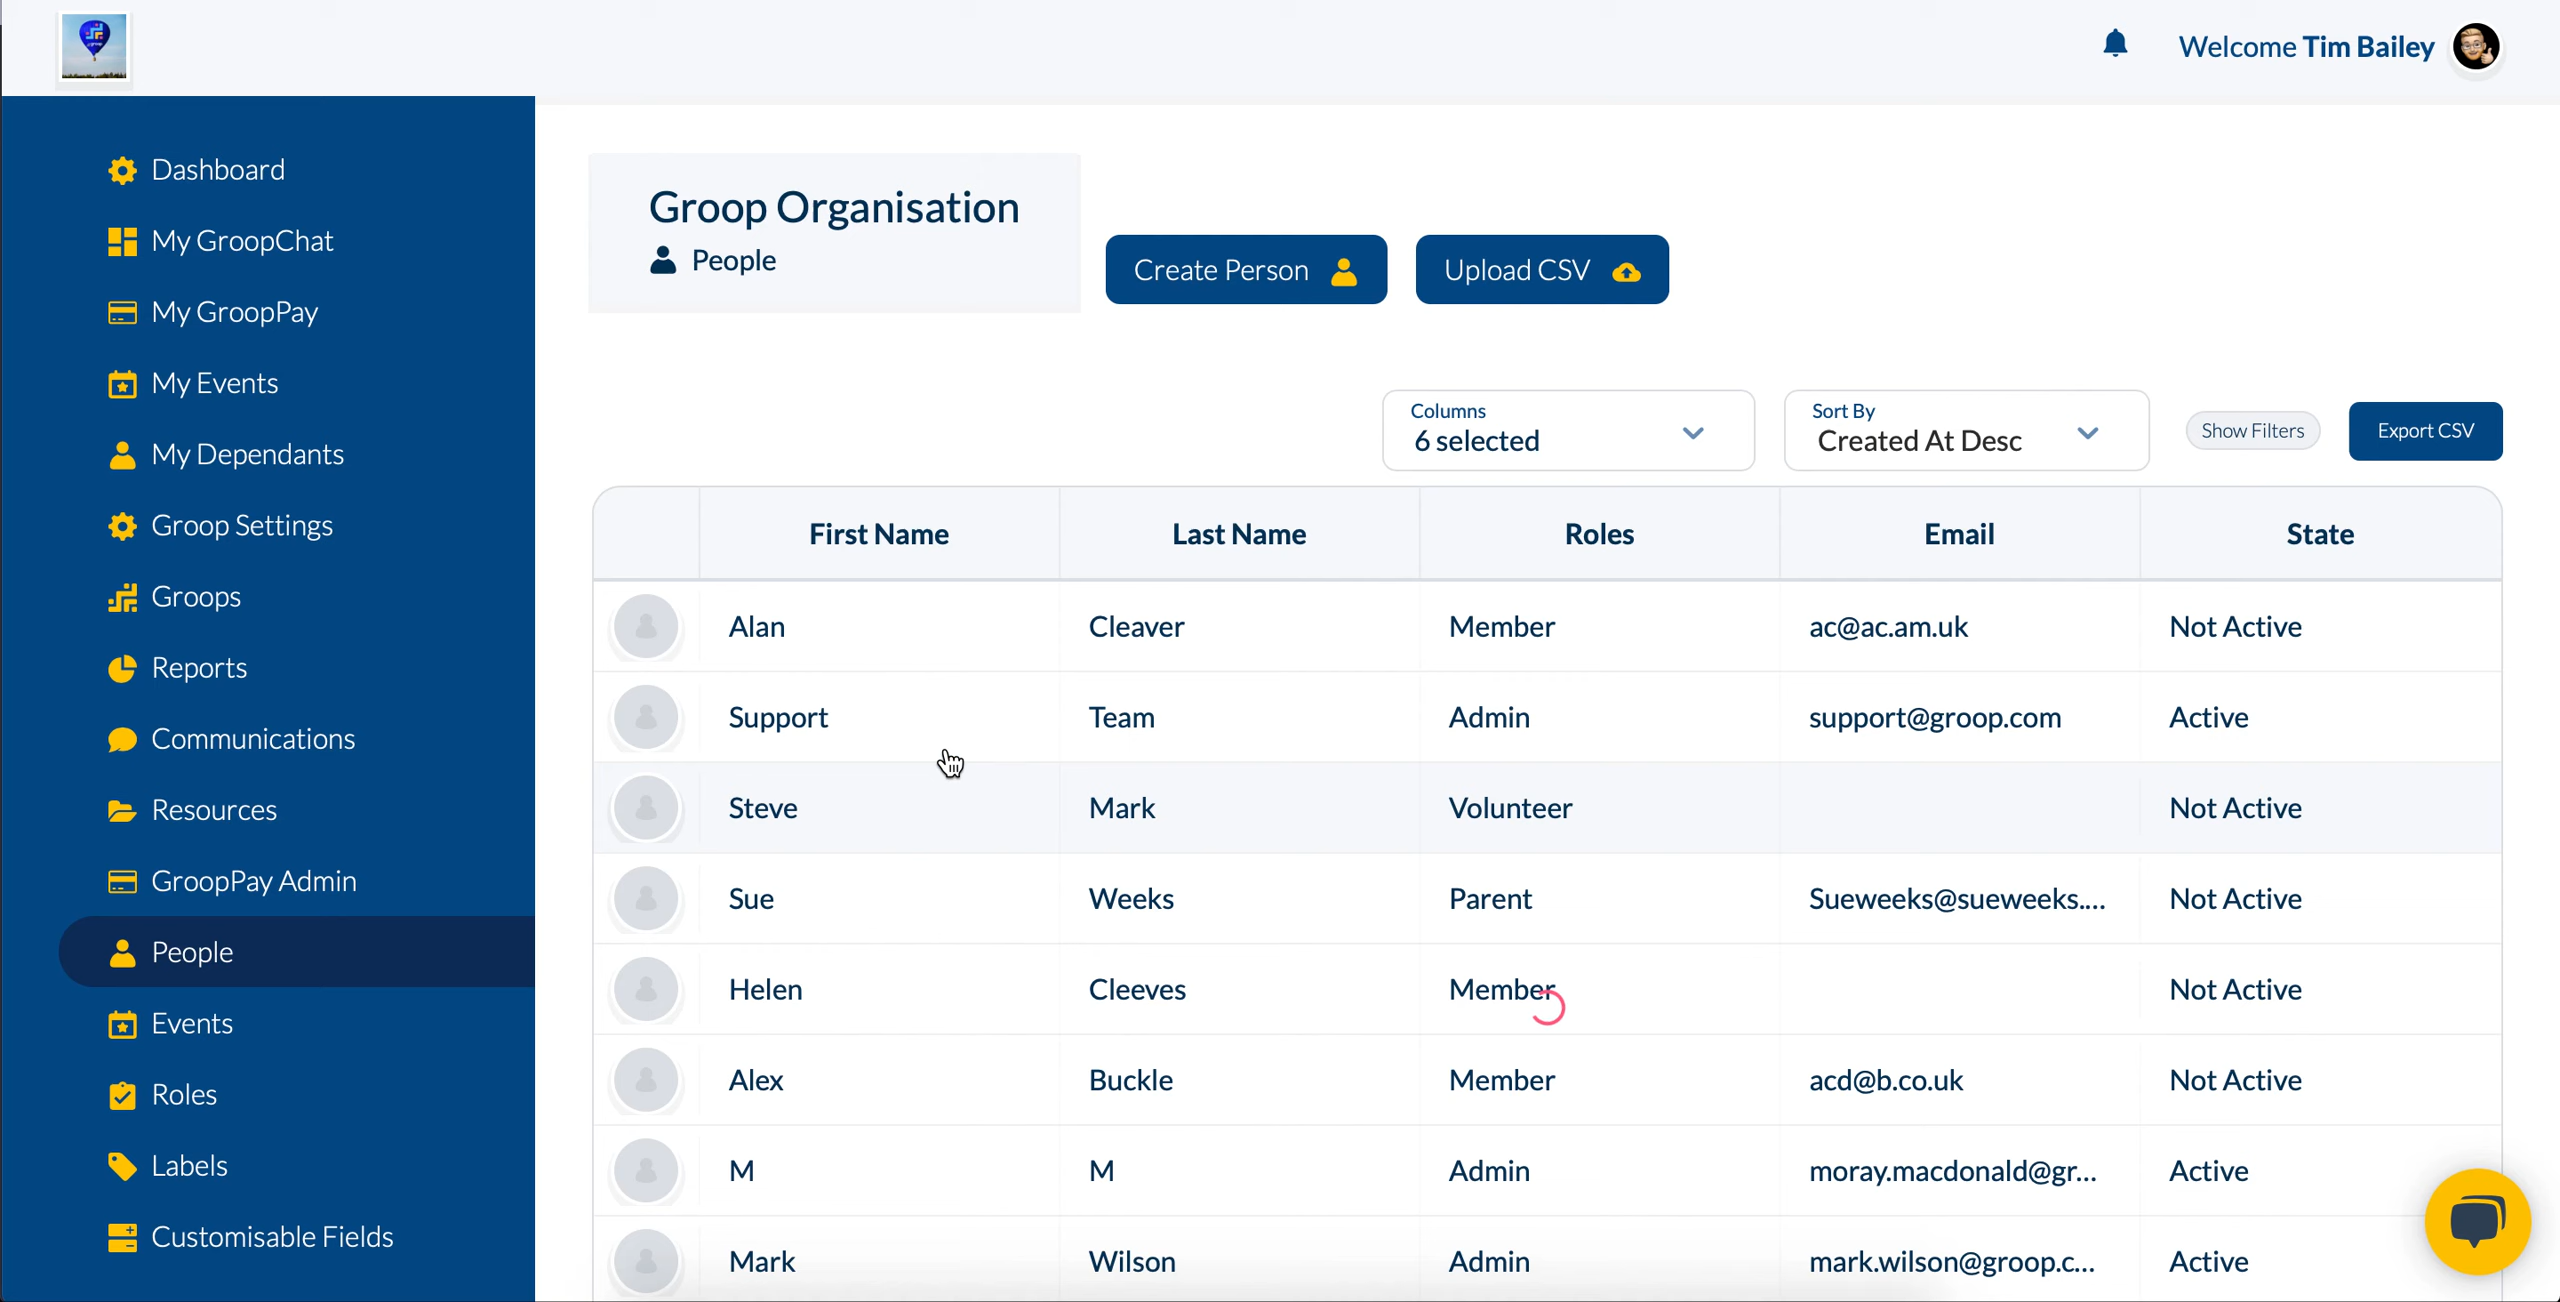 Welcome Tim Bailey
Dashboard
My GroopChat
My GroopPay
My Events
My Dependants
Groop Settings
Groops
Reports
Communications
Resources
GroopPay Admin
People
Events
Roles
Labels
Customisable Fields
Groop Organisation
People
Create Person
Upload CSV
Columns
6 selected
Sort By
Created At Desc
Show Filters
Export CSV
First Name Last Name Roles Email State
Alan Cleaver Member ac@ac.am.uk Not Active
Support Team Admin support@groop.com Active
Steve Mark Volunteer Not Active
Sue Weeks Parent Sueweeks@sueweeks.... Not Active
Helen Cleeves Member Not Active
Alex Buckle Member acd@b.co.uk Not Active
M M Admin moray.macdonald@gr... Active
Mark Wilson Admin mark.wilson@groop.c... Active